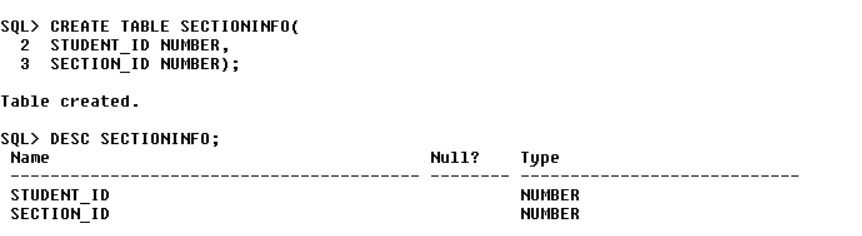 SQL> CREATE TABLE SECTIONINFO(
  2  STUDENT_ID NUMBER,
  3  SECTION_ID NUMBER);
Table created.
SQL> DESC SECTIONINFO;
 Name                                      Null?    Type
 ----------------------------------------- -------- ----------------------------
 STUDENT_ID                                         NUMBER
 SECTION_ID                                         NUMBER